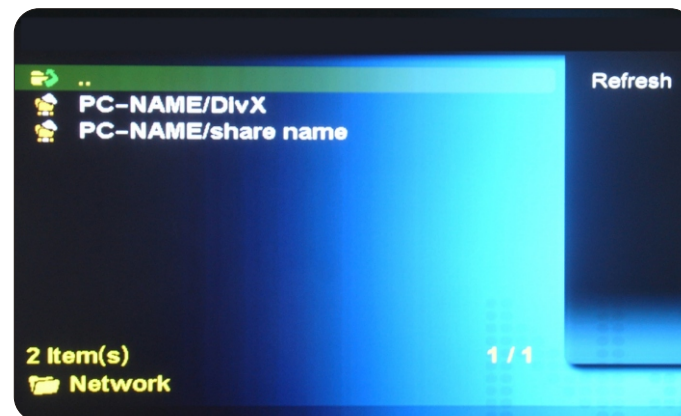 ..
Refresh
PC-NAME/DivX
PC-NAME/share name
2 Item(s)
1 / 1
Network